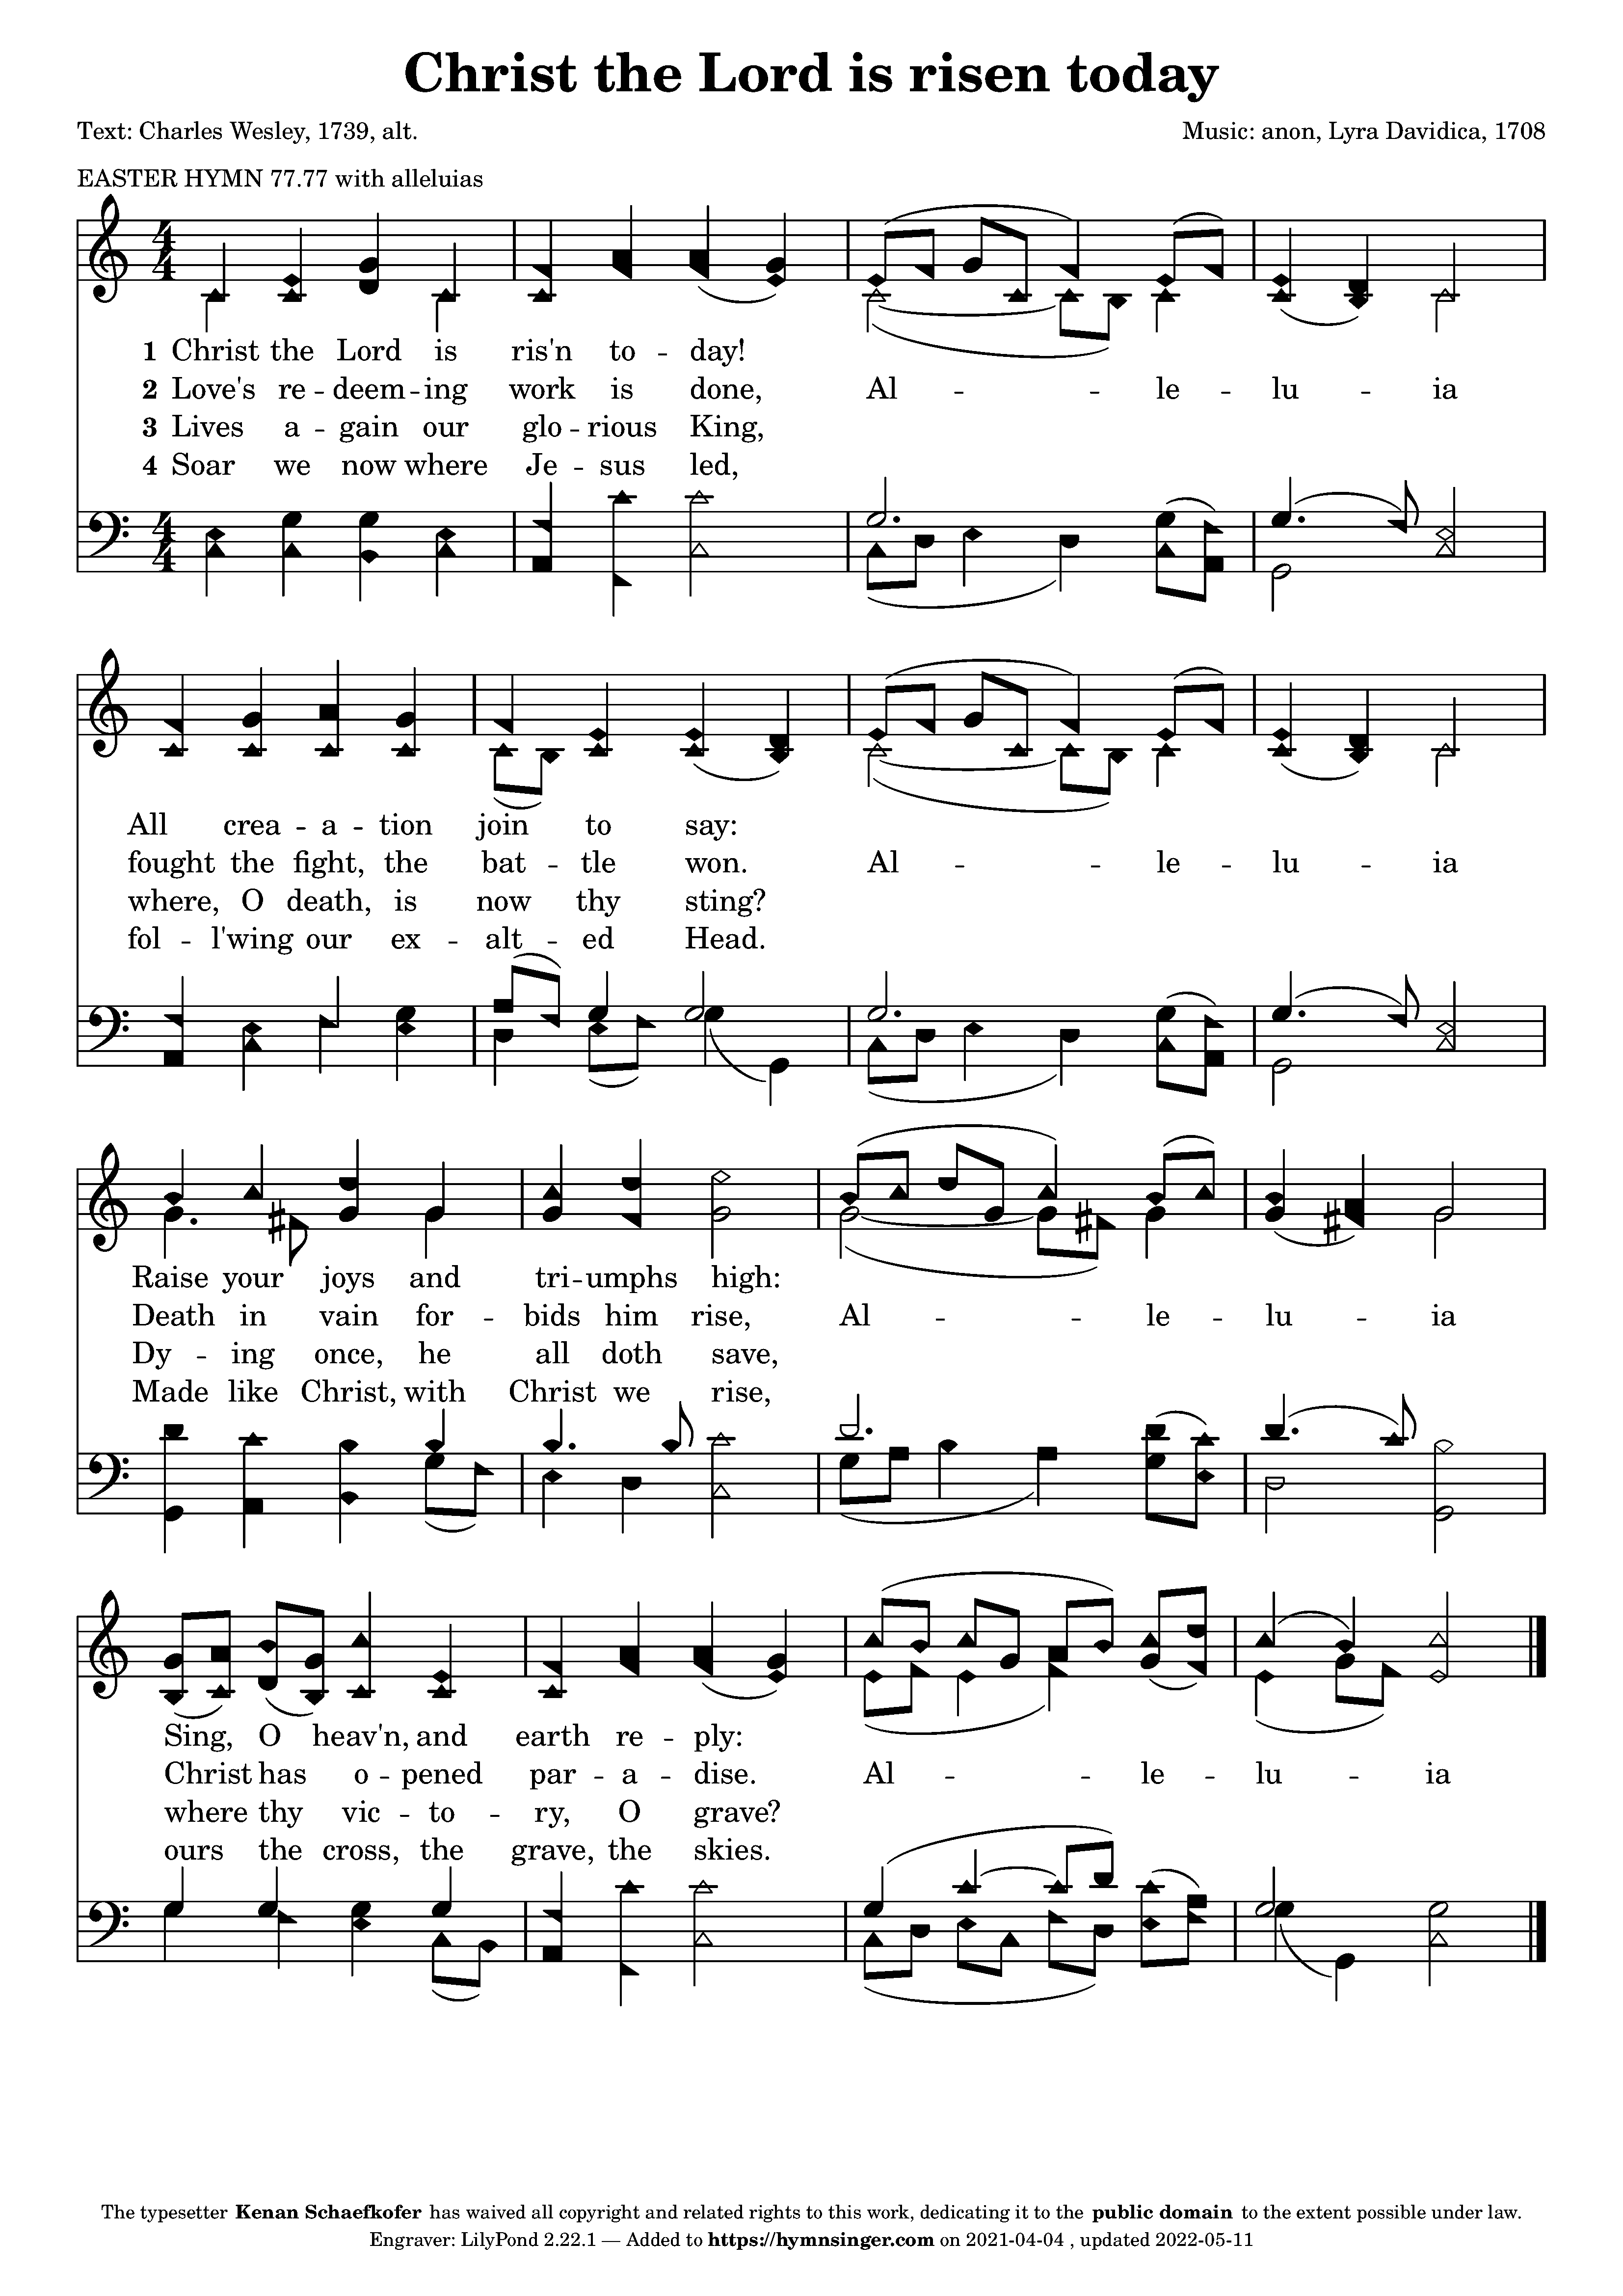 Christ the Lord is risen today
Text: Charles Wesley, 1739, alt.
Music: anon, Lyra Davidica, 1708
EASTER HYMN 77.77 with alleluias
4
4
1 Christ the Lord is ris'n to -- day!
2 Love's re -- deem -- ing work is done, Al -- -- le -- lu -- ia
3 Lives a -- gain our glo -- rious King,
4 Soar we now where Je -- sus led,
4
4
All crea -- a -- tion join to say:
fought the fight, the bat -- tle won. Al -- -- le -- lu -- ia
where, O death, is now thy sting?
fol -- l'wing our ex -- alt -- ed Head.
Raise your joys and tri -- umphs high:
Death in vain for -- bids him rise, Al -- -- le -- lu -- ia
Dy -- ing once, he all doth save,
Made like Christ, with Christ we rise,
Sing, O heav'n, and earth re -- ply:
Christ has o -- pened par -- a -- dise. Al -- -- le -- lu -- ia
where thy vic -- to -- ry, O grave?
ours the cross, the grave, the skies.
The typesetter Kenan Schaefkofer has waived all copyright and related rights to this work, dedicating it to the public domain to the extent possible under law.
Engraver: LilyPond 2.22.1 — Added to https://hymnsinger.com on 2021-04-04 , updated 2022-05-11